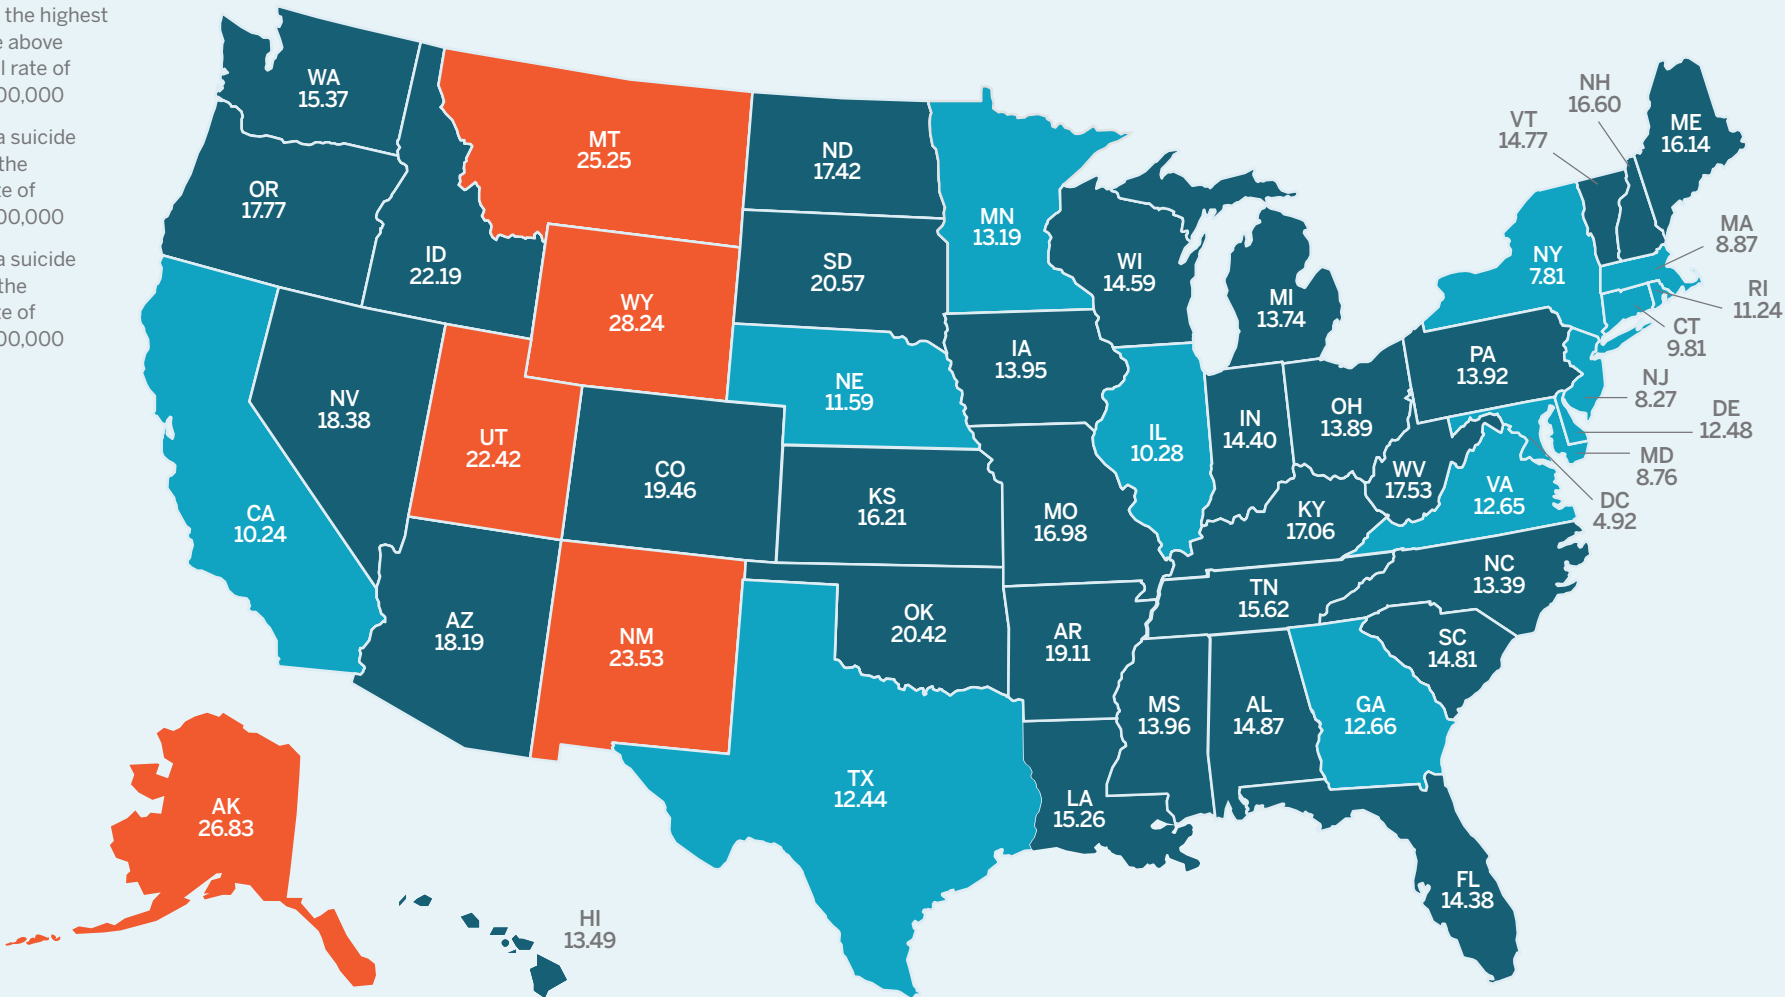 the highest
above
rate of
00,000
a suicide
the
of
00,000
a suicide
the
of
00,000
WA
15.37
OR
17.77
ID
22.19
MT
25.25
WY
28.24
ND
17.42
SD
20.57
NE
11.59
MN
13.19
WI
14.59
MI
13.74
IA
13.95
NV
18.38
UT
22.42
CO
19.46
KS
16.21
MO
16.98
IL
10.28
IN
14.40
OH
13.89
PA
13.92
NY
7.81
VT
14.77
NH
16.60
ME
16.14
MA
8.87
RI
11.24
CT
9.81
NJ
8.27
DE
12.48
MD
8.76
DC
4.92
WV
17.53
VA
12.65
KY
17.06
CA
10.24
AZ
18.19
NM
23.53
OK
20.42
AR
19.11
TN
15.62
NC
13.39
SC
14.81
MS
13.96
AL
14.87
GA
12.66
TX
12.44
LA
15.26
FL
14.38
AK
26.83
HI
13.49